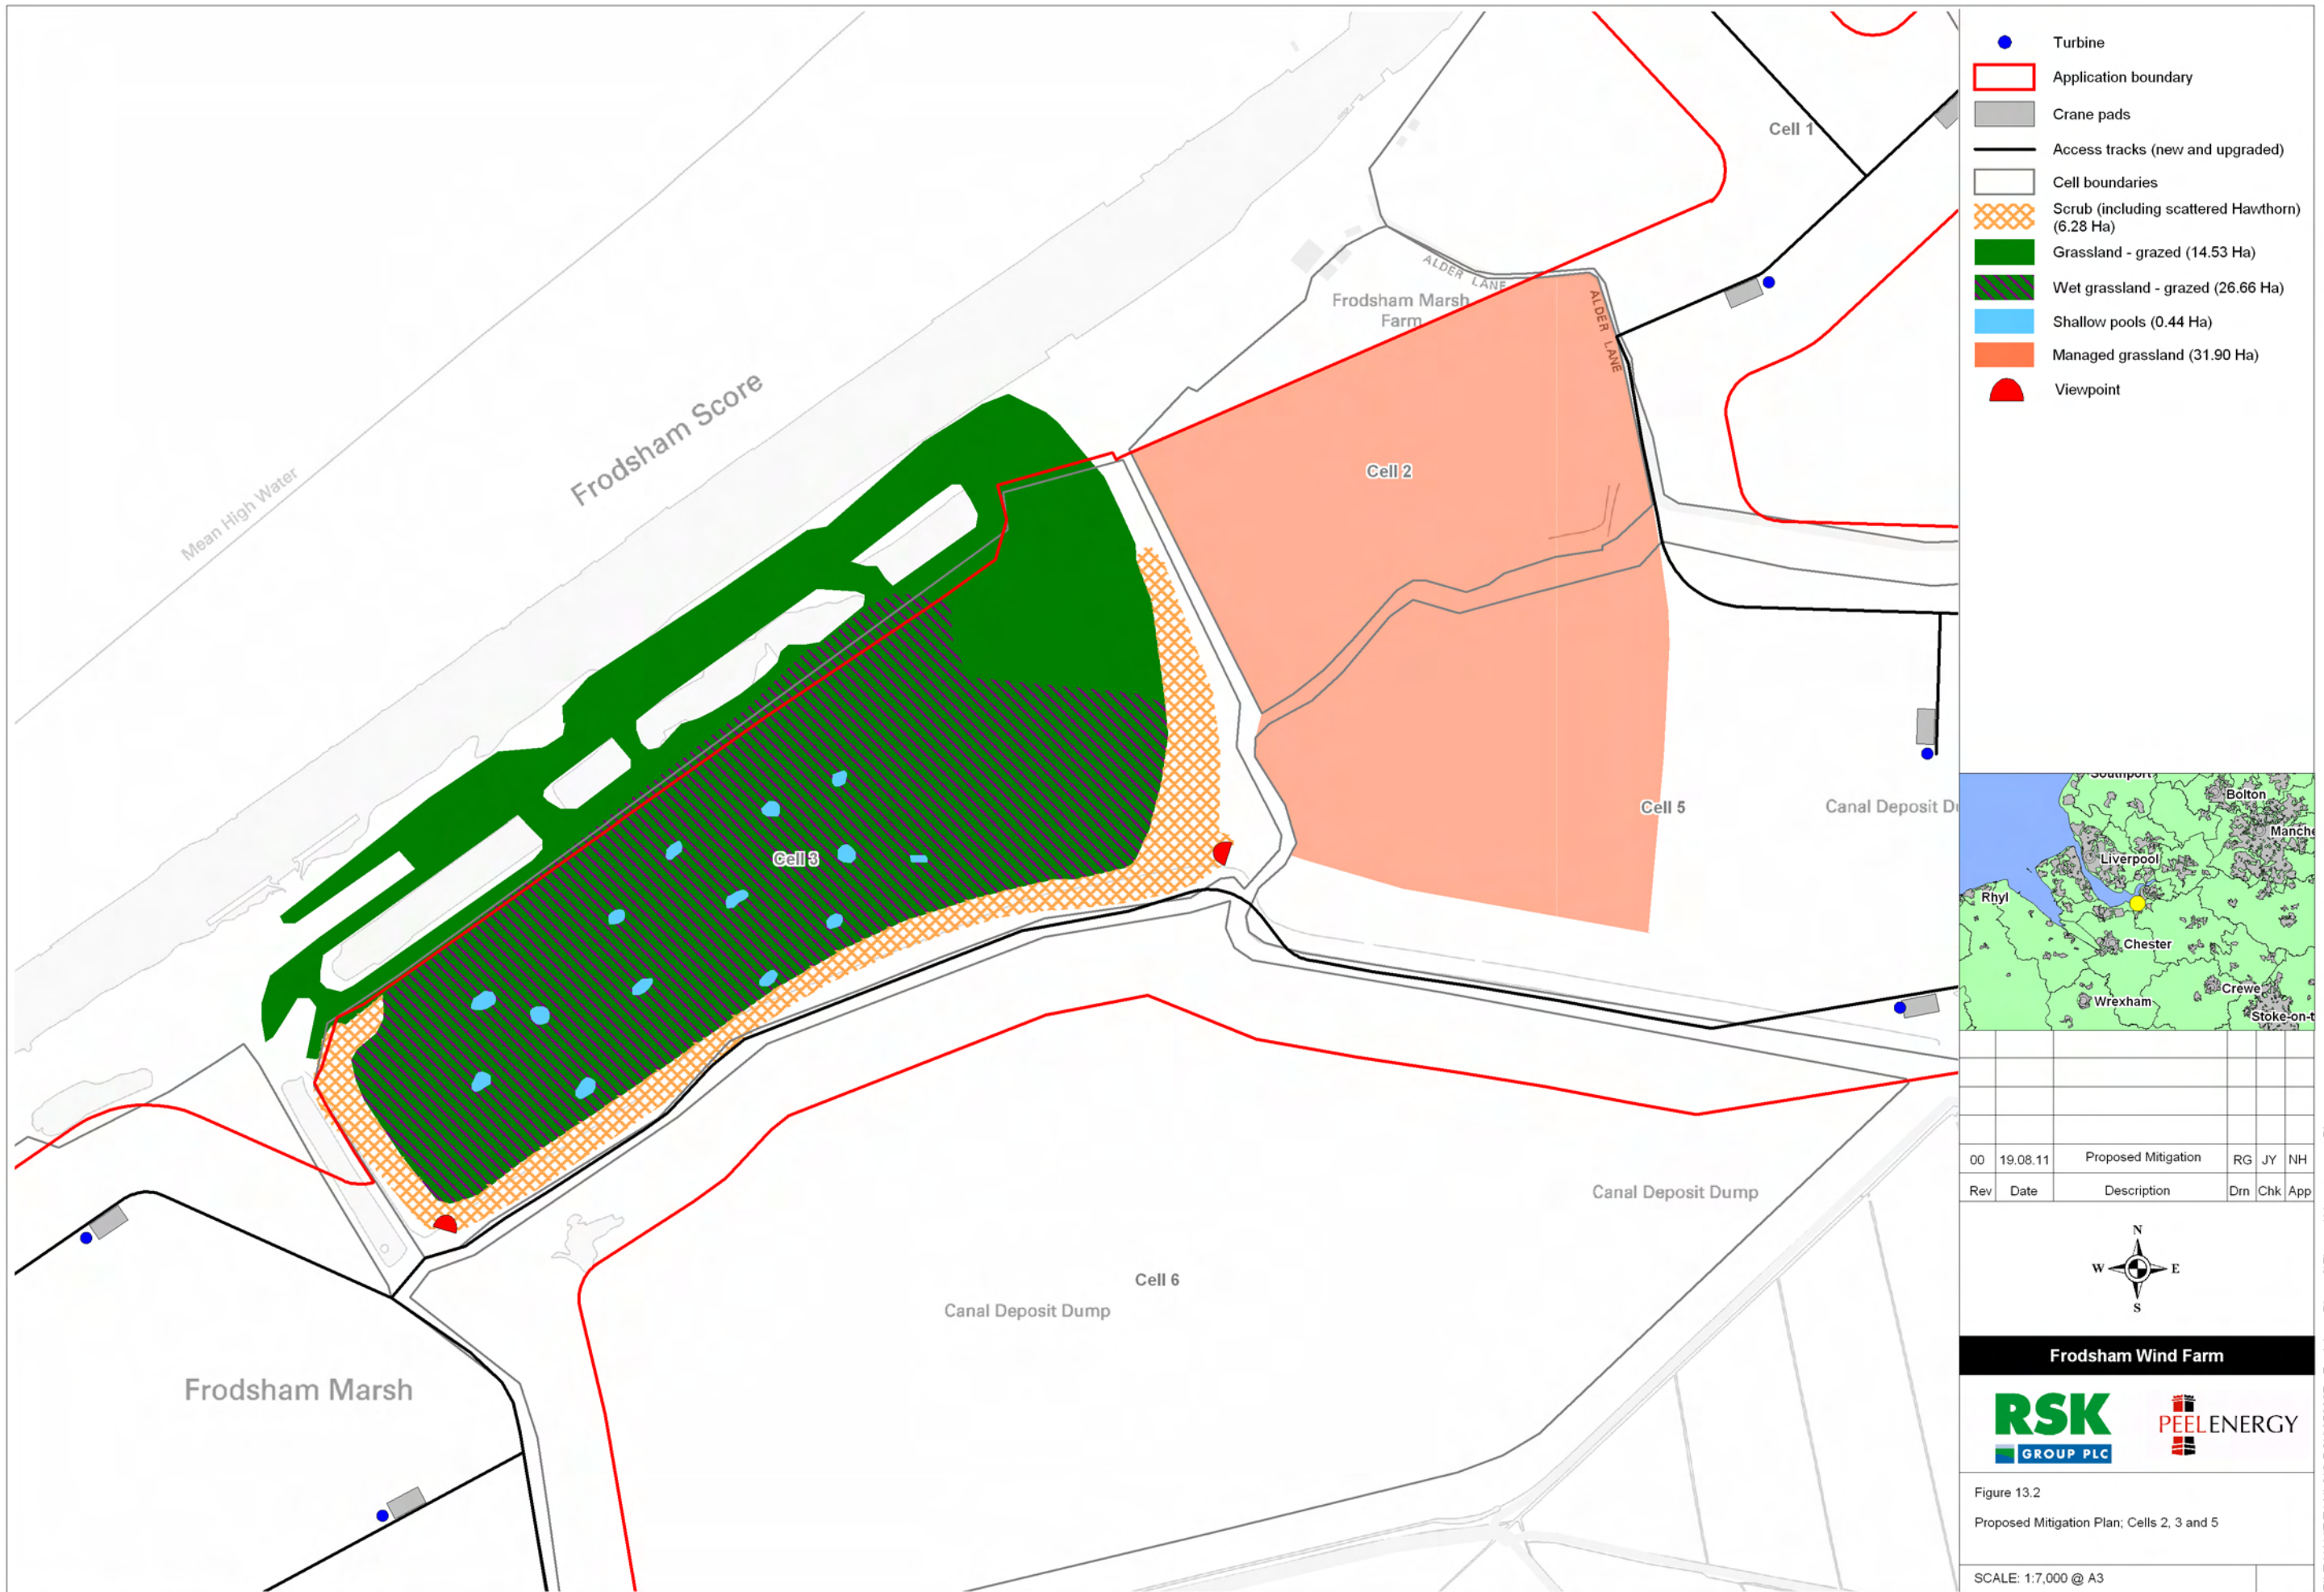 Cell 1
ALDER LANE
Frodsham Marsh
Farm
ALDER LANE
Frodsham Score
Mean High Water
Cell 2
Cell 3
Cell 5
Canal Deposit D
Canal Deposit Dump
Cell 6
Canal Deposit Dump
Frodsham Marsh
Turbine
Application boundary
Crane pads
Access tracks (new and upgraded)
Cell boundaries
Scrub (including scattered Hawthorn)
(6.28 Ha)
Grassland - grazed (14.53 Ha)
Wet grassland - grazed (26.66 Ha)
Shallow pools (0.44 Ha)
Managed grassland (31.90 Ha)
Viewpoint
Southport
Bolton
Manche
Liverpool
Rhyl
Chester
Crewe
Wrexham
Stoke-on-t
00 19.08.11 Proposed Mitigation RG JY NH
Rev Date Description Drn Chk App
N
W E
S
Frodsham Wind Farm
RSK
GROUP PLC
PEELENERGY
Figure 13.2
Proposed Mitigation Plan; Cells 2, 3 and 5
SCALE: 1:7,000 @ A3